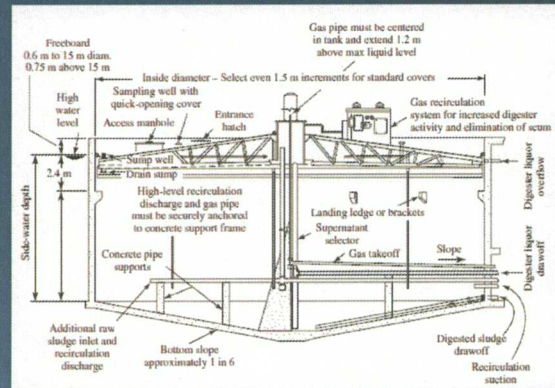 Gas pipe must be centered
in tank and extend 1.2 m
above max liquid level
Freeboard
0.6 m to 15 m diam.
0.75 m above 15 m
Inside diameter – Select even 1.5 m increments for standard covers
Sampling well with
quick-opening cover
High
water
level
Access manhole
Entrance
hatch
Gas recirculation
system for increased digester
activity and elimination of scum
Sump well
Drain sump
2.4 m
Side-water depth
High-level recirculation
discharge and gas pipe
must be securely anchored
to concrete support frame
Landing ledge or brackets
Supernatant
selector
Gas takeoff
Slope
Digester liquor
overflow
Digester liquor
drawoff
Concrete pipe
supports
Additional raw
sludge inlet and
recirculation
discharge
Bottom slope
approximately 1 in 6
Digested sludge
drawoff
Recirculation
suction